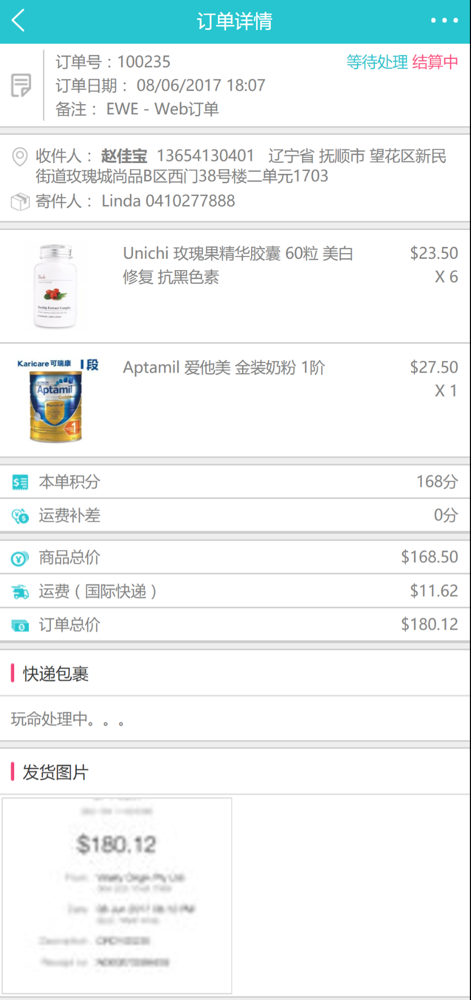 订单详情
订单号：100235
等待处理 结算中
订单日期： 08/06/2017 18:07
备注： EWE - Web订单
收件人： 赵佳宝 13654130401 辽宁省 抚顺市 望花区新民
街道玫瑰城尚品B区西门38号楼二单元1703
寄件人： Linda 0410277888
Unichi 玫瑰果精华胶囊 60粒 美白
修复 抗黑色素
$23.50
X 6
Karicare 可瑞康 1段
Aptamil
Gold+
Pronutra+
1
Aptamil 爱他美 金装奶粉 1阶
$27.50
X 1
本单积分 168分
运费补差 0分
商品总价 $168.50
运费（国际快递） $11.62
订单总价 $180.12
快递包裹
玩命处理中。。。
发货图片
$180.12